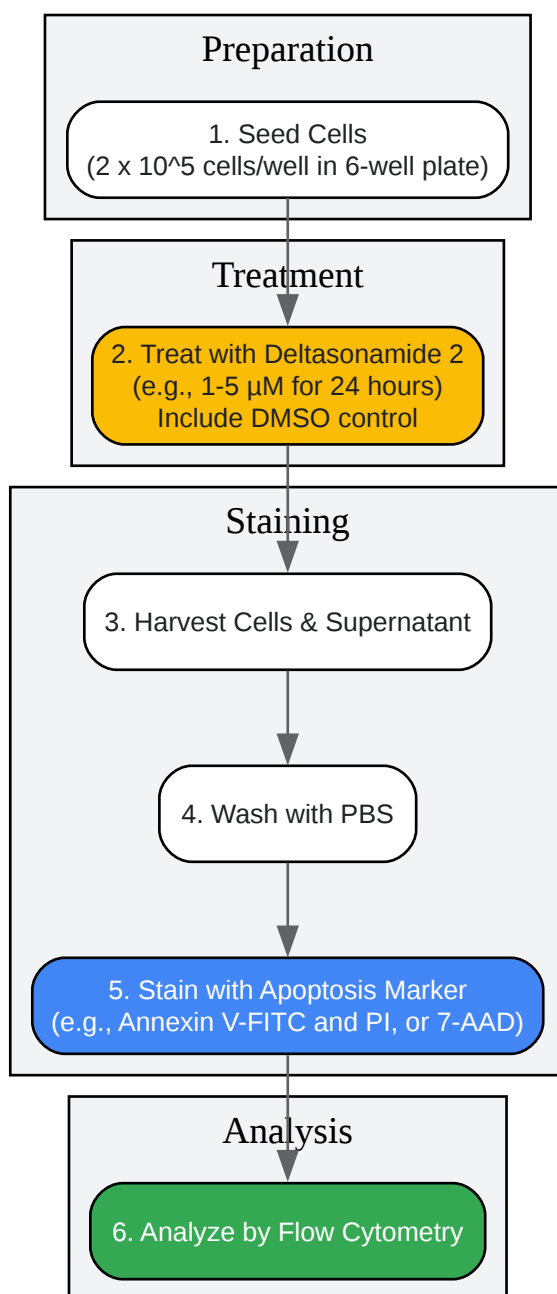 Preparation
1. Seed Cells
(2 x 10^5 cells/well in 6-well plate)
Treatment
2. Treat with Deltasonamide 2
(e.g., 1-5 µM for 24 hours)
Include DMSO control
Staining
3. Harvest Cells & Supernatant
4. Wash with PBS
5. Stain with Apoptosis Marker
(e.g., Annexin V-FITC and PI, or 7-AAD)
Analysis
6. Analyze by Flow Cytometry